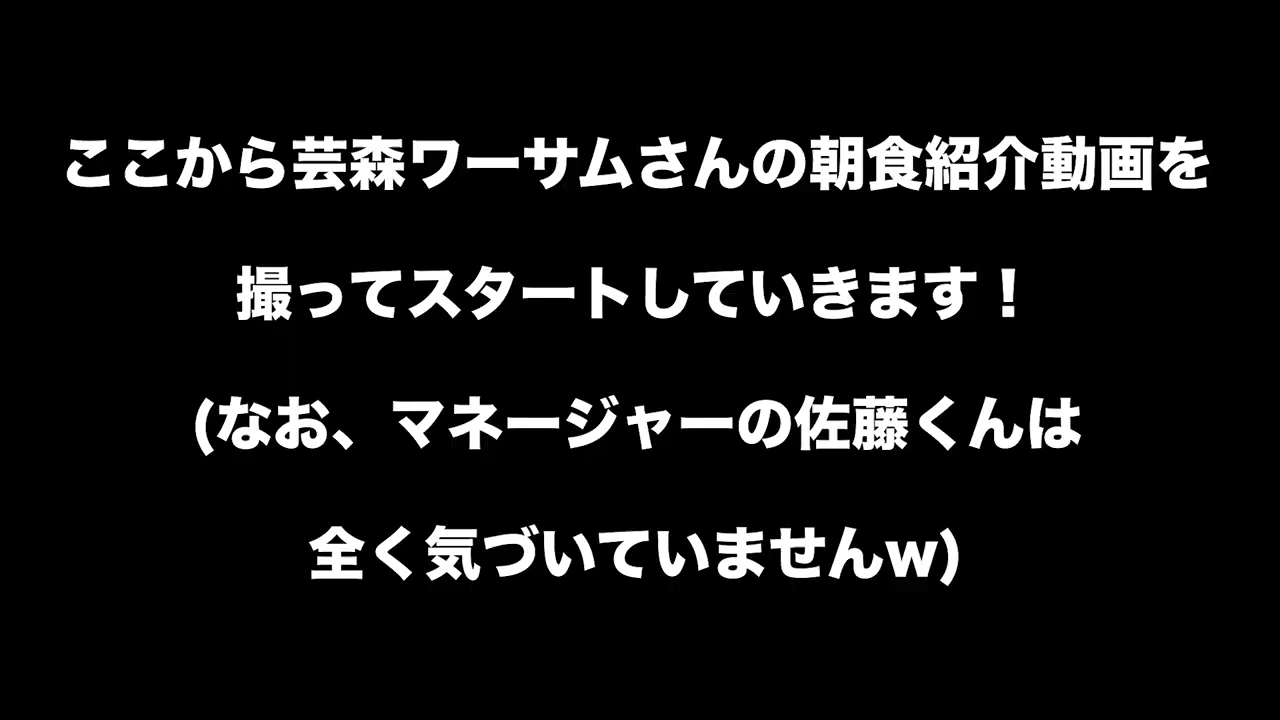 ここから芸森ワーサムさんの朝食紹介動画を
撮ってスタートしていきます！
(なお、マネージャーの佐藤くんは
全く気づいていませんw)